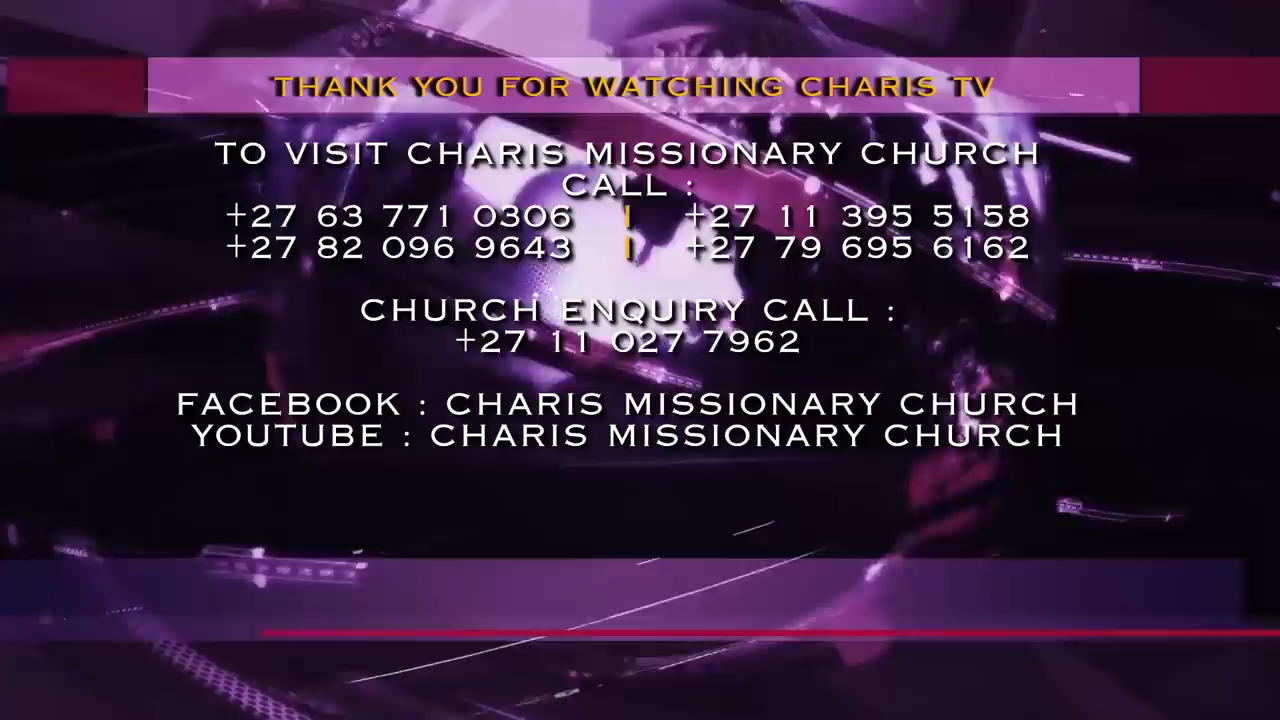 THANK YOU FOR WATCHING CHARIS TV
TO VISIT CHARIS MISSIONARY CHURCH
CALL :
+27 63 771 0306 I +27 11 395 5158
+27 82 096 9643 I +27 79 695 6162
CHURCH ENQUIRY CALL :
+27 11 027 7962
FACEBOOK : CHARIS MISSIONARY CHURCH
YOUTUBE : CHARIS MISSIONARY CHURCH